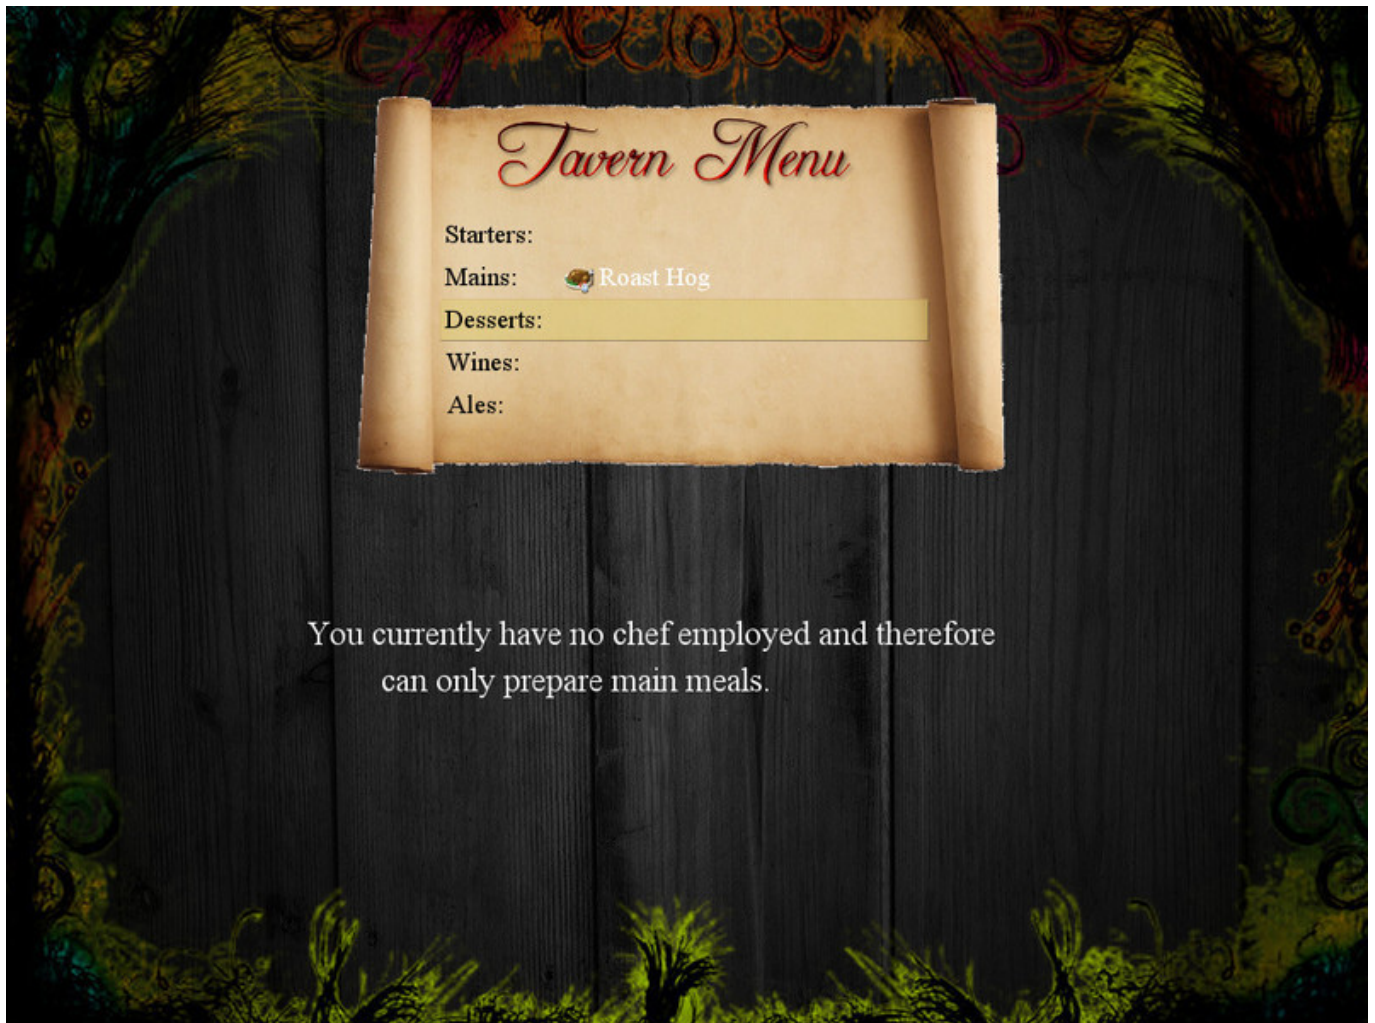 Tavern Menu
Starters:
Mains: Roast Hog
Desserts:
Wines:
Ales:
You currently have no chef employed and therefore
can only prepare main meals.